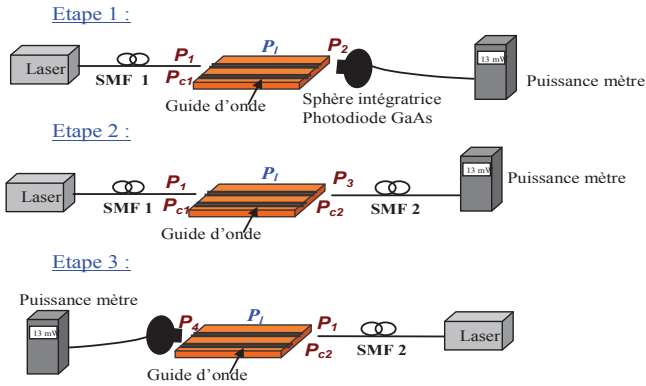 Etape 1 :
P1 Pl P2
Laser SMF 1 Pc1 13 mW
Guide d'onde Sphère intégratrice Puissance mètre
Photodiode GaAs
Etape 2 :
P1 Pl P3 13 mW Puissance mètre
Laser SMF 1 Pc1 Pc2 SMF 2
Guide d'onde
Etape 3 :
Puissance mètre
13 mW P4 Pl P1 Laser
Pc2 SMF 2
Guide d'onde